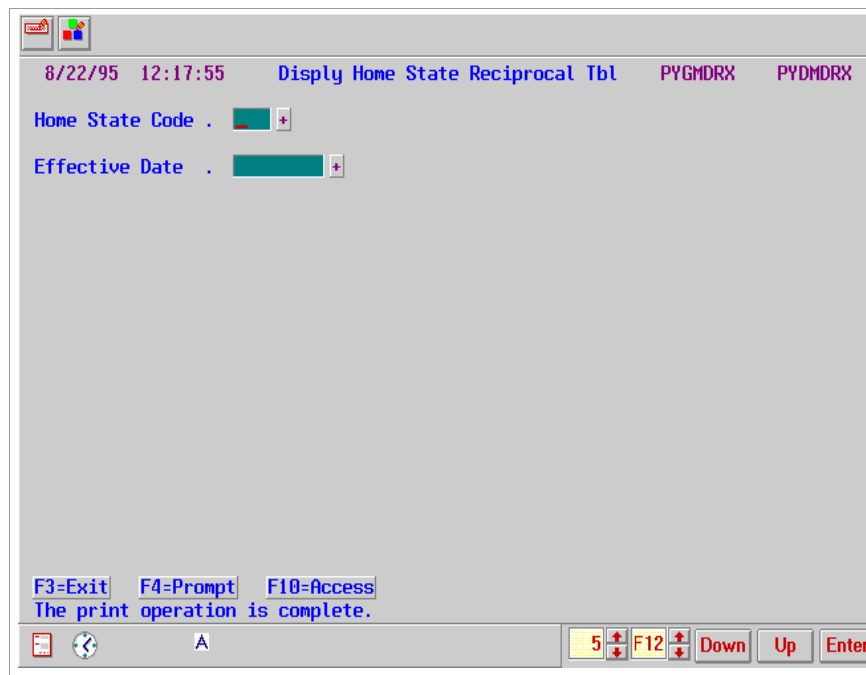 8/22/95 12:17:55 Disply Home State Reciprocal Tbl PYGMDRX PYDMDRX
Home State Code . _ +
Effective Date . +
F3=Exit F4=Prompt F10=Access
The print operation is complete.
A 5 F12 Down Up Enter